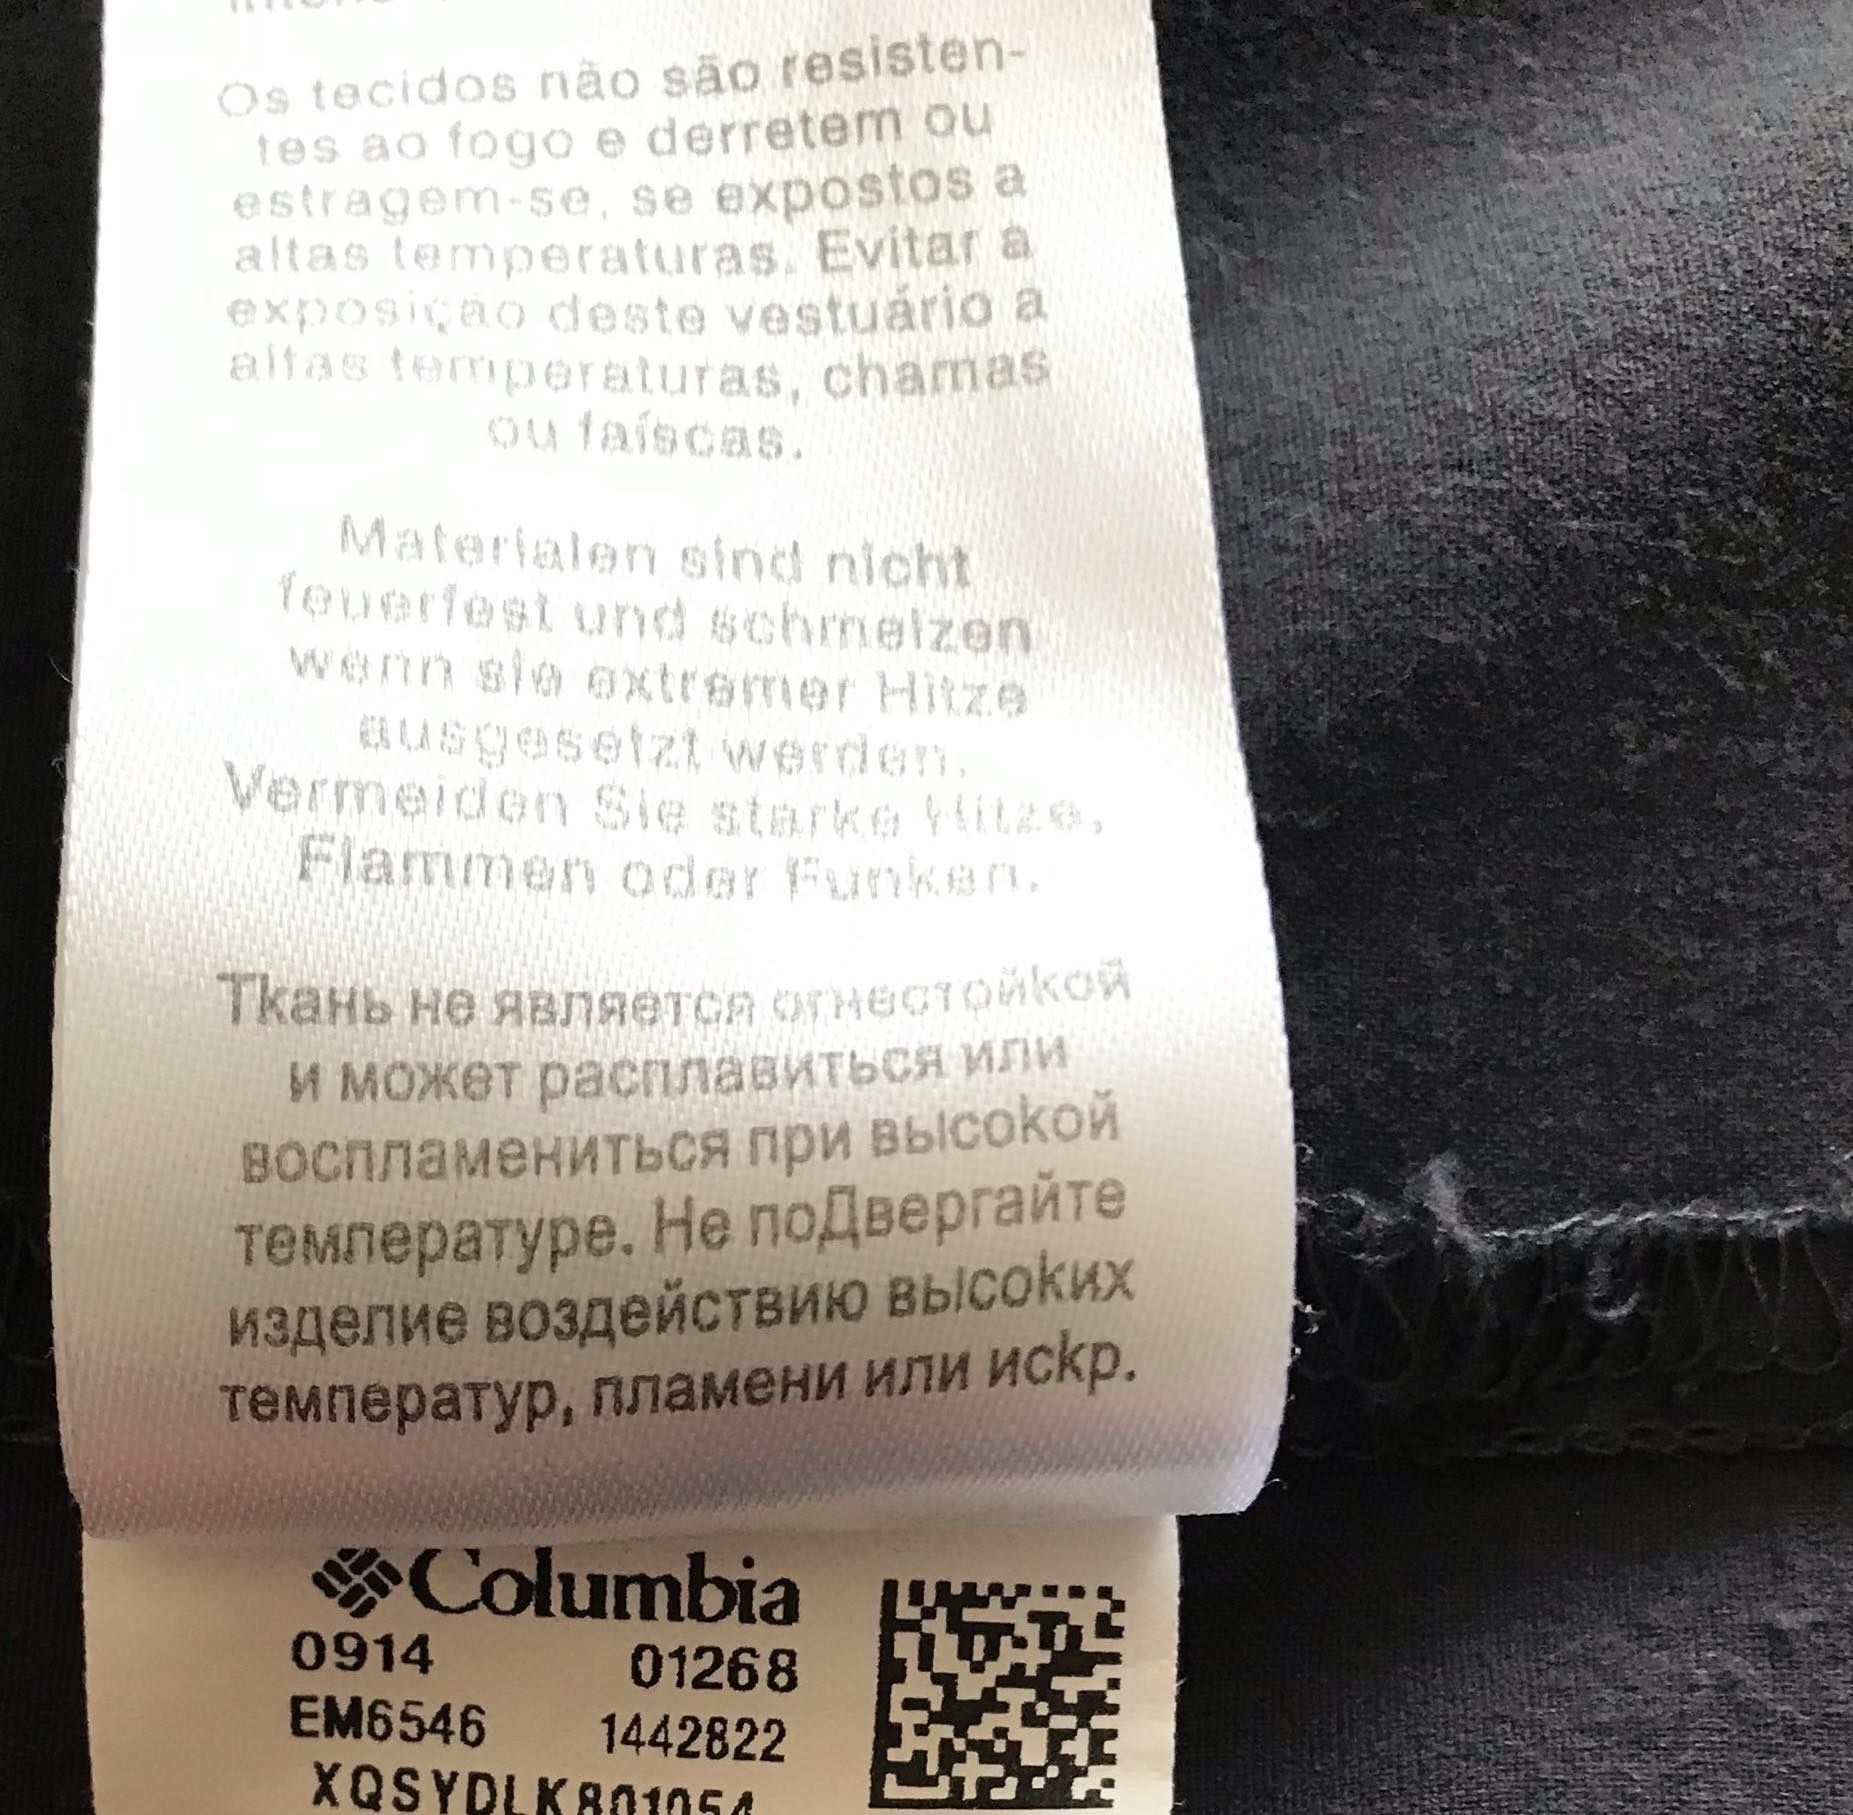 Os tecidos não são resisten-
tes ao fogo e derretem ou
estragem-se, se expostos a
altas temperaturas. Evitar a
exposição deste vestuário a
altas temperaturas, chamas
ou faíscas.
Materialen sind nicht
feuerfest und schmelzen
wenn sie extremer Hitze
ausgesetzt werden.
Vermeiden Sie starke Hitze,
Flammen oder Funken.
Ткань не является огнестойкой
и может расплавиться или
воспламениться при высокой
температуре. Не поДвергайте
изделие воздействию высоких
температур, пламени или искр.
Columbia
0914 01268
EM6546 1442822
XQSYDLK801054